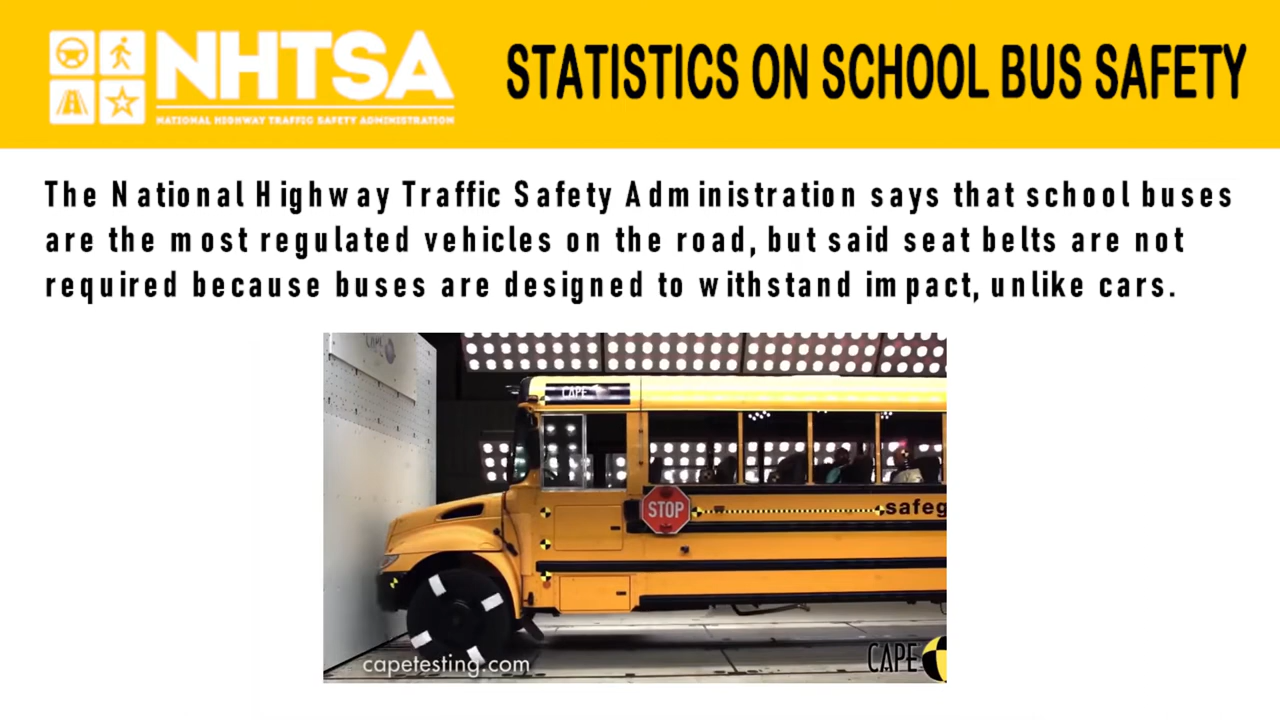 NHTSA
NATIONAL HIGHWAY TRAFFIC SAFETY ADMINISTRATION
STATISTICS ON SCHOOL BUS SAFETY
The National Highway Traffic Safety Administration says that school buses
are the most regulated vehicles on the road, but said seat belts are not
required because buses are designed to withstand impact, unlike cars.
CAPE
CAPE
STOP
safeg
capetesting.com
CAPE